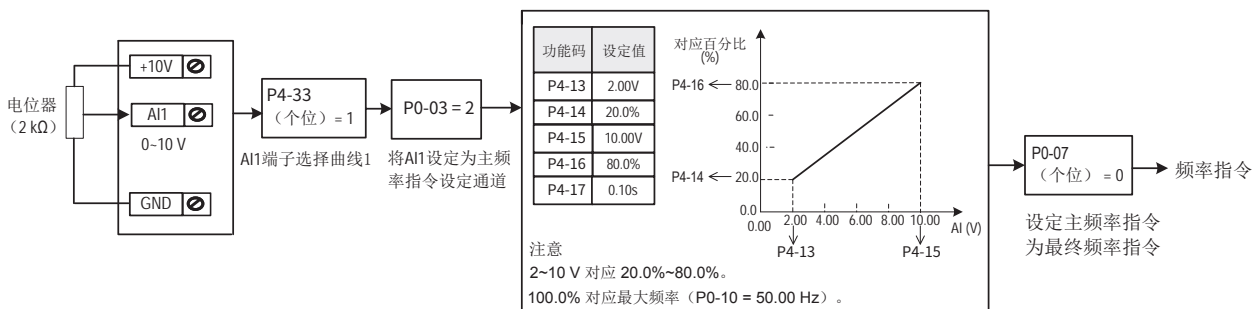 电位器
（2 kΩ）
+10V
AI1
0~10 V
GND
P4-33
（个位）= 1
AI1端子选择曲线1
P0-03 = 2
将AI1设定为主频
率指令设定通道
功能码 设定值
P4-13 2.00V
P4-14 20.0%
P4-15 10.00V
P4-16 80.0%
P4-17 0.10s
对应百分比
(%)
P4-16 80.0
60.0
40.0
P4-14 20.0
0.0
0.00 2.00 4.00 6.00 8.00 10.00 AI (V)
P4-13 P4-15
注意
2~10 V 对应 20.0%~80.0%。
100.0% 对应最大频率（P0-10 = 50.00 Hz）。
P0-07
（个位）= 0
设定主频率指令
为最终频率指令
频率指令